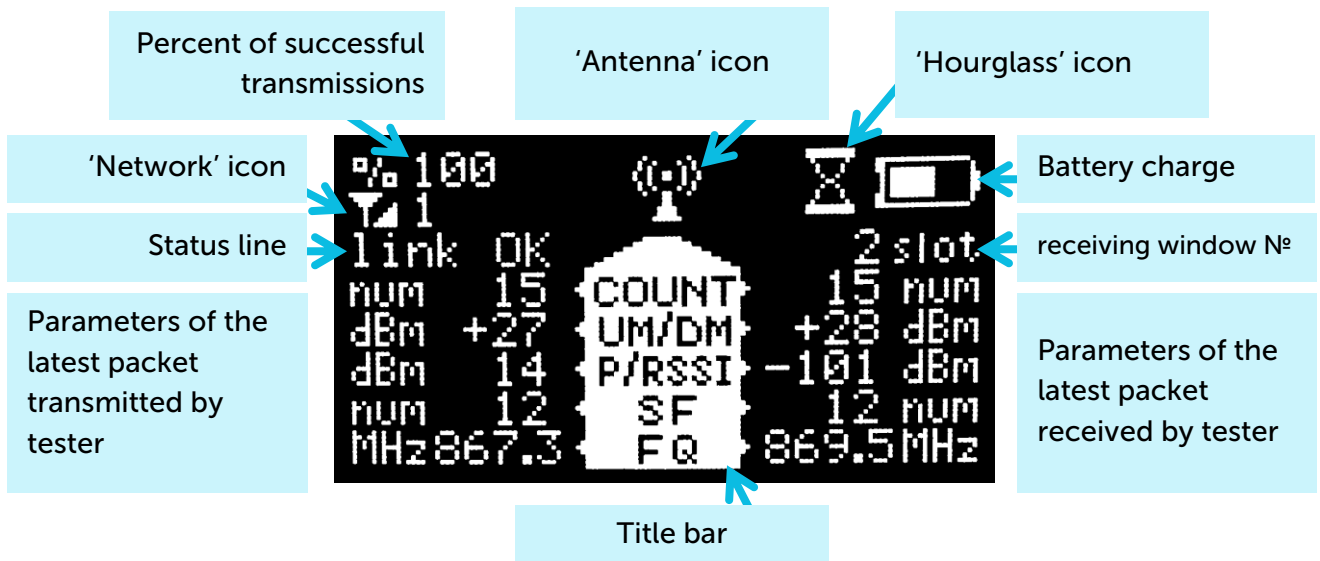 Percent of successful
transmissions
‘Antenna’ icon
‘Hourglass’ icon
‘Network’ icon
Status line
Parameters of the
latest packet
transmitted by
tester
% 100
1
link OK
2 slot
num 15 COUNT 15 num
dBm +27 UM/DM +28 dBm
dBm 14 P/RSSI -101 dBm
num 12 SF 12 num
MHz 867.3 FQ 869.5 MHz
Battery charge
receiving window №
Parameters of the
latest packet
received by tester
Title bar